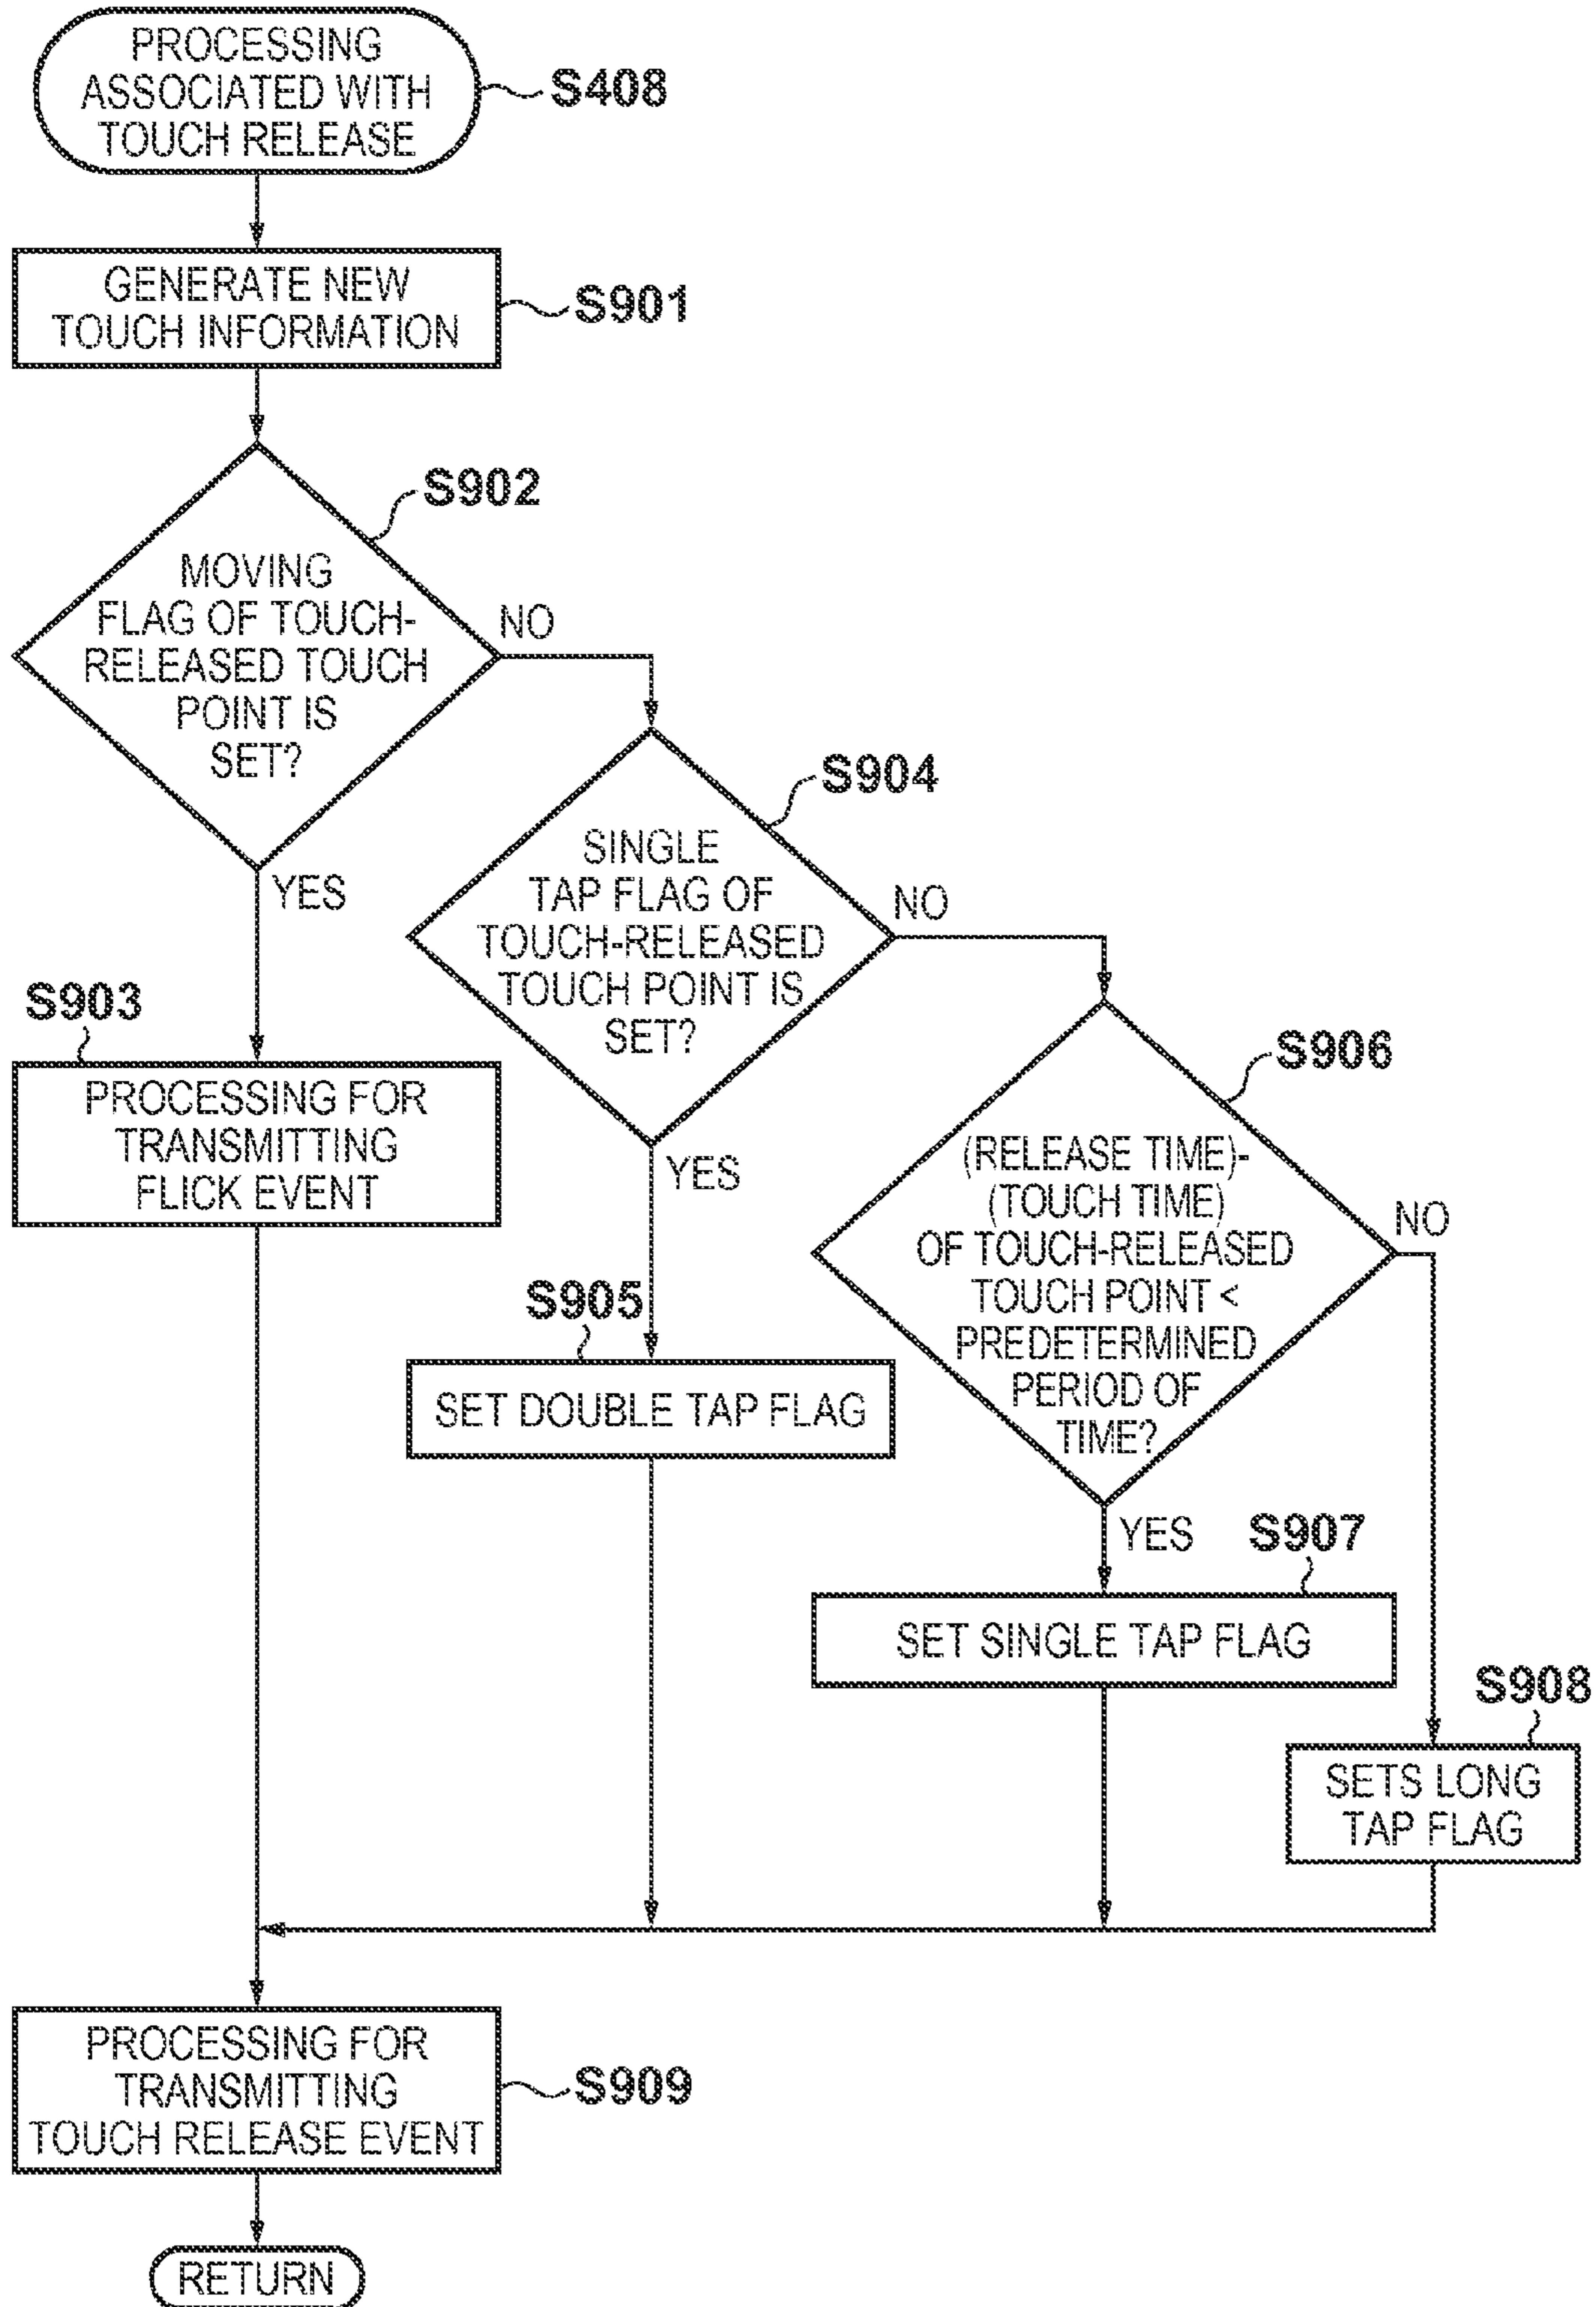 PROCESSING
ASSOCIATED WITH
TOUCH RELEASE
S408
GENERATE NEW
TOUCH INFORMATION
S901
S902
MOVING
FLAG OF TOUCH-
RELEASED TOUCH
POINT IS
SET?
NO
YES
S904
SINGLE
TAP FLAG OF
TOUCH-RELEASED
TOUCH POINT IS
SET?
NO
YES
S903
PROCESSING FOR
TRANSMITTING
FLICK EVENT
S906
(RELEASE TIME)-
(TOUCH TIME)
OF TOUCH-RELEASED
TOUCH POINT <
PREDETERMINED
PERIOD OF
TIME?
NO
YES
S905
SET DOUBLE TAP FLAG
S907
SET SINGLE TAP FLAG
S908
SETS LONG
TAP FLAG
PROCESSING FOR
TRANSMITTING
TOUCH RELEASE EVENT
S909
RETURN